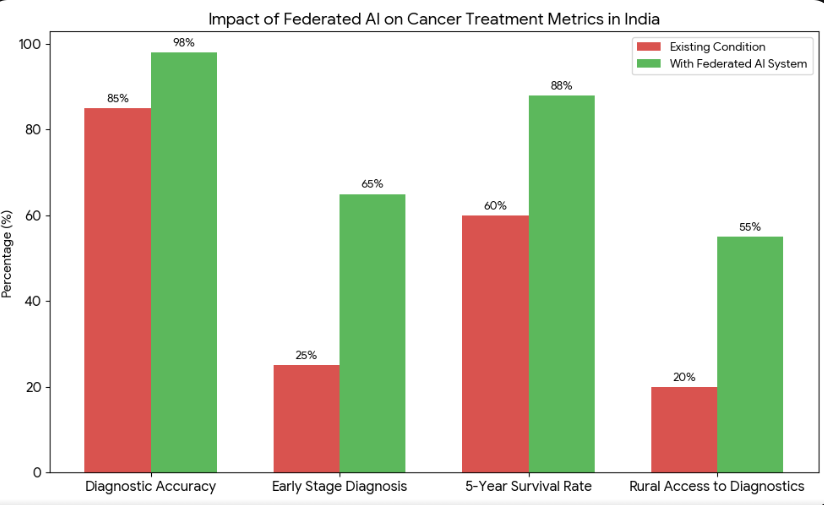 Impact of Federated AI on Cancer Treatment Metrics in India
Existing Condition
With Federated AI System
Percentage (%)
100
80
60
40
20
0
85%
98%
25%
65%
60%
88%
20%
55%
Diagnostic Accuracy
Early Stage Diagnosis
5-Year Survival Rate
Rural Access to Diagnostics